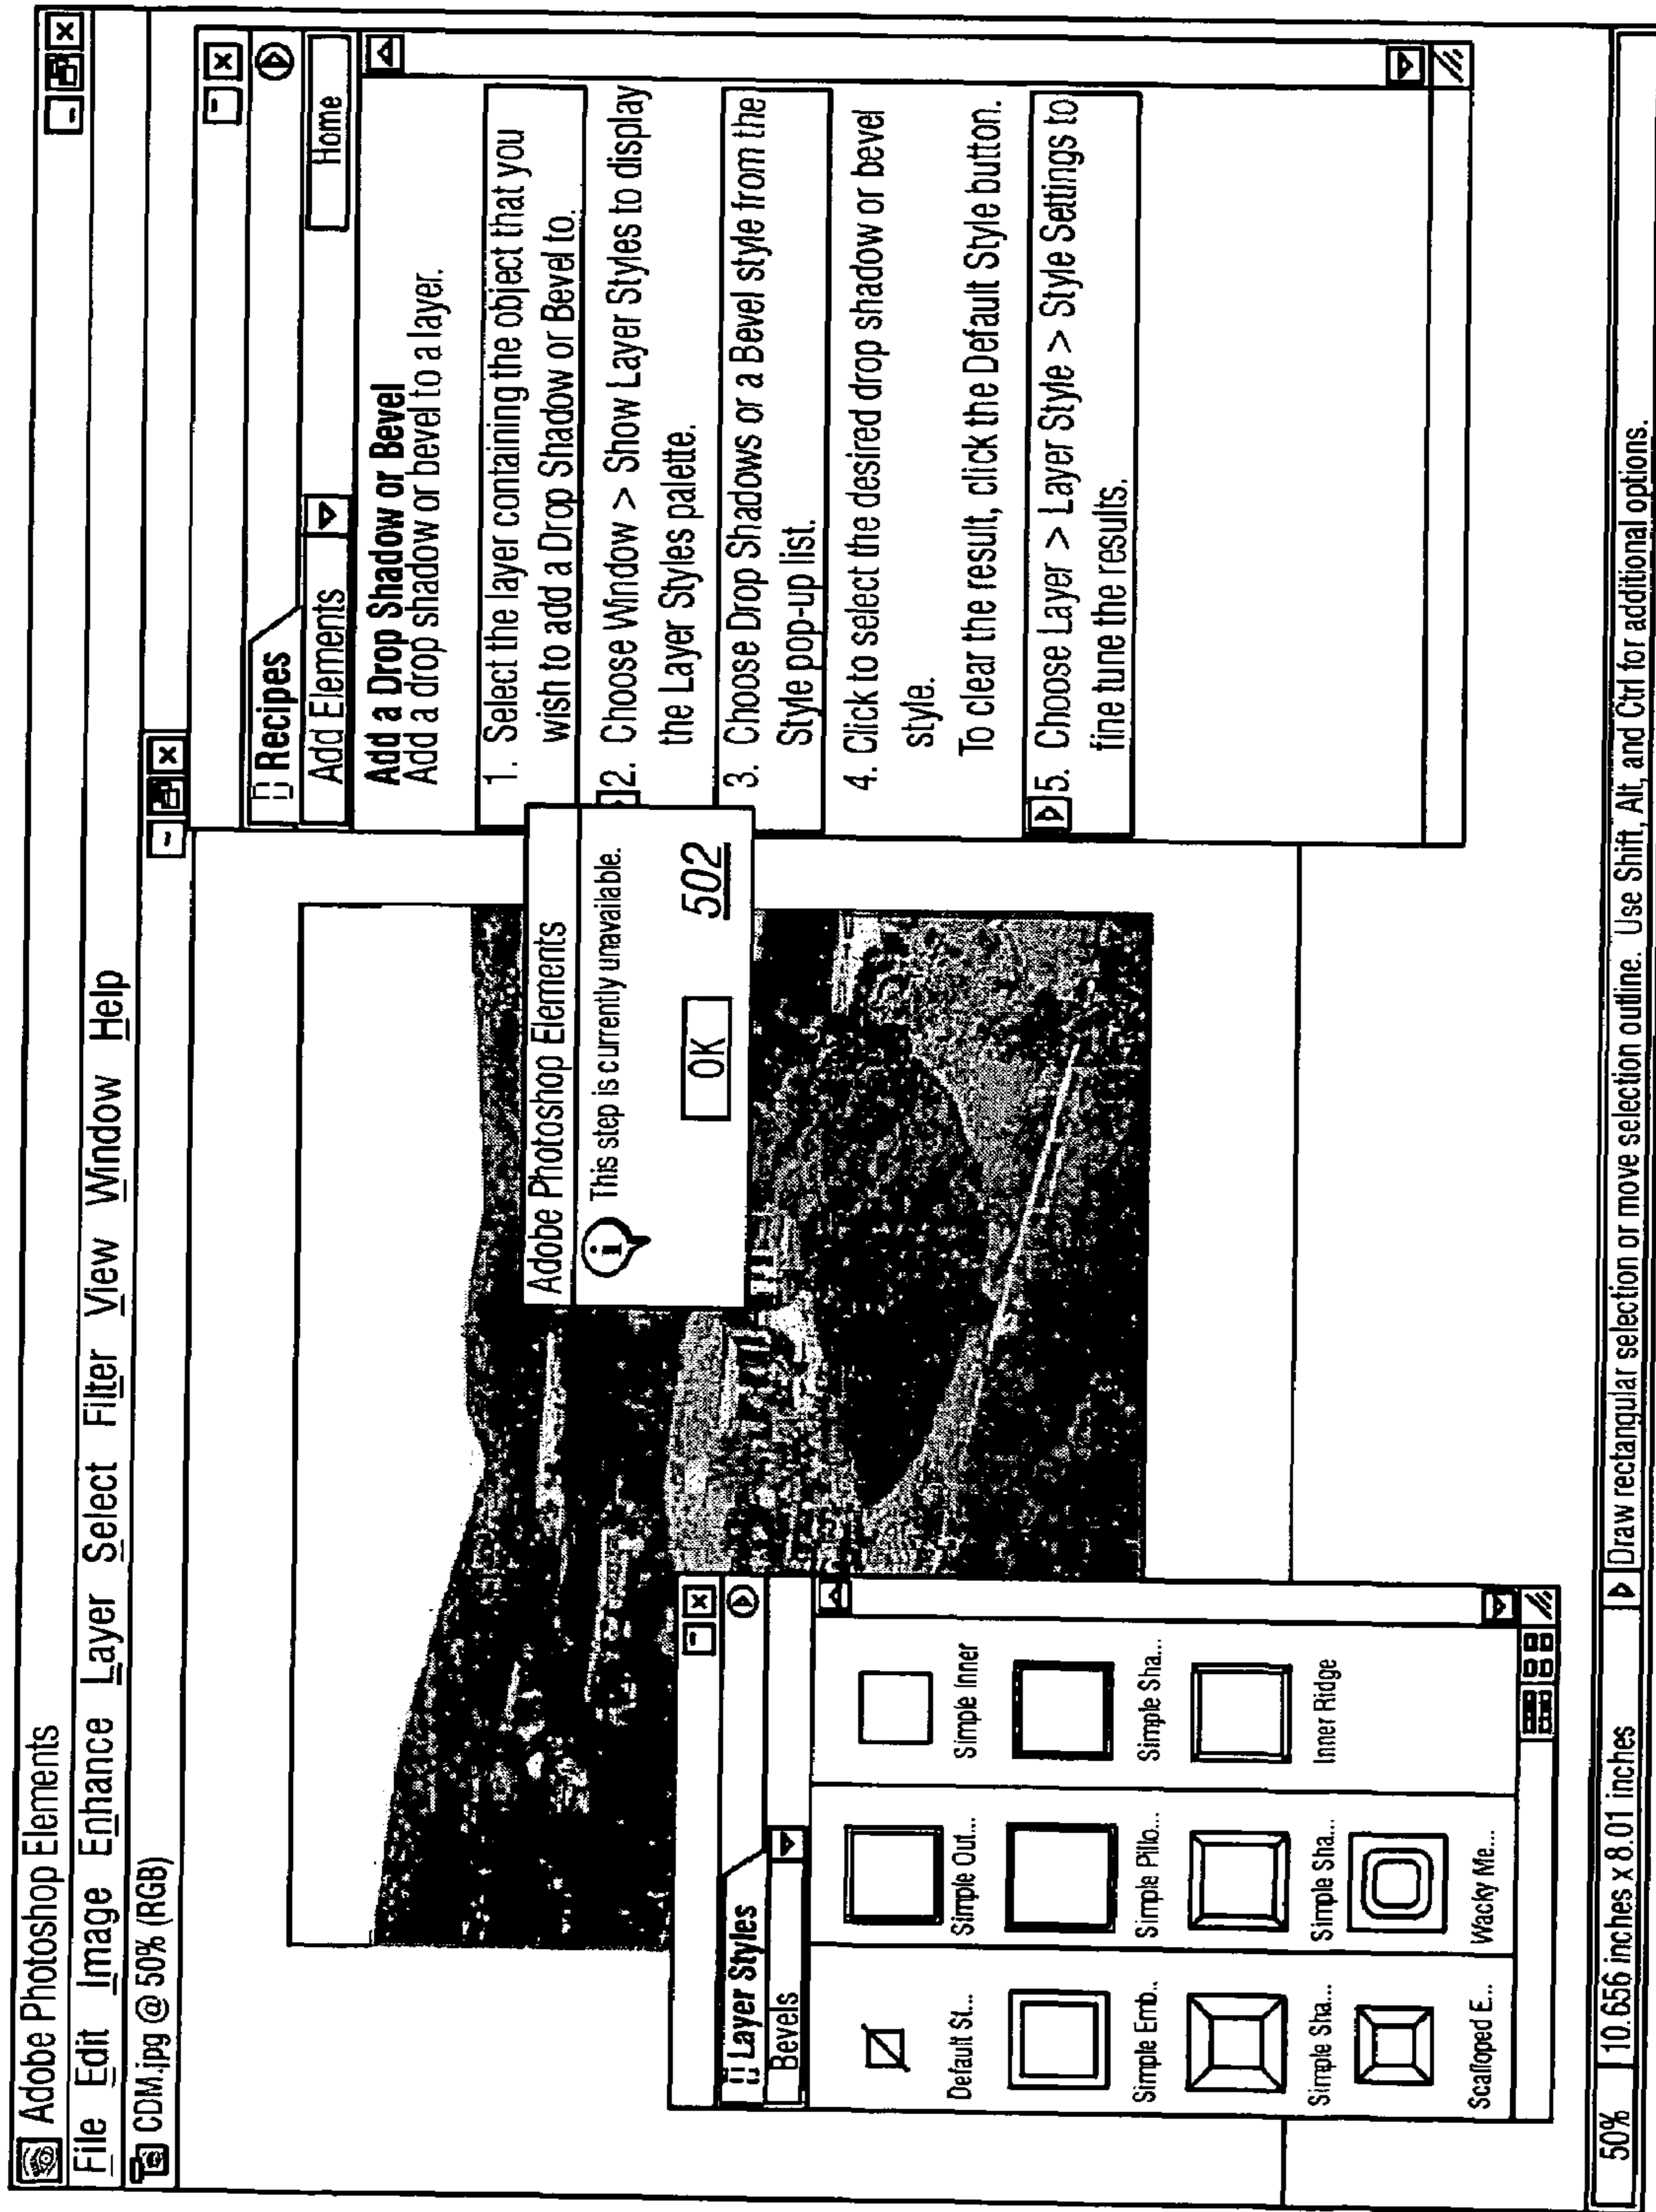 Adobe Photoshop Elements
File Edit Image Enhance Layer Select Filter View Window Help
CDM.jpg @ 50% (RGB)
Recipes
Add Elements
Home
Add a Drop Shadow or Bevel
Add a drop shadow or bevel to a layer.
1. Select the layer containing the object that you
wish to add a Drop Shadow or Bevel to.
2. Choose Window > Show Layer Styles to display
the Layer Styles palette.
3. Choose Drop Shadows or a Bevel style from the
Style pop-up list.
4. Click to select the desired drop shadow or bevel
style.
To clear the result, click the Default Style button.
5. Choose Layer > Layer Style > Style Settings to
fine tune the results.
Adobe Photoshop Elements
This step is currently unavailable.
OK
502
Layer Styles
Bevels
Default St... Simple Out... Simple Inner
Simple Emb... Simple Pillo... Simple Sha...
Simple Sha... Simple Sha... Inner Ridge
Scalloped E... Wacky Me...
50% 10.656 inches x 8.01 inches Draw rectangular selection or move selection outline. Use Shift, Alt, and Ctrl for additional options.